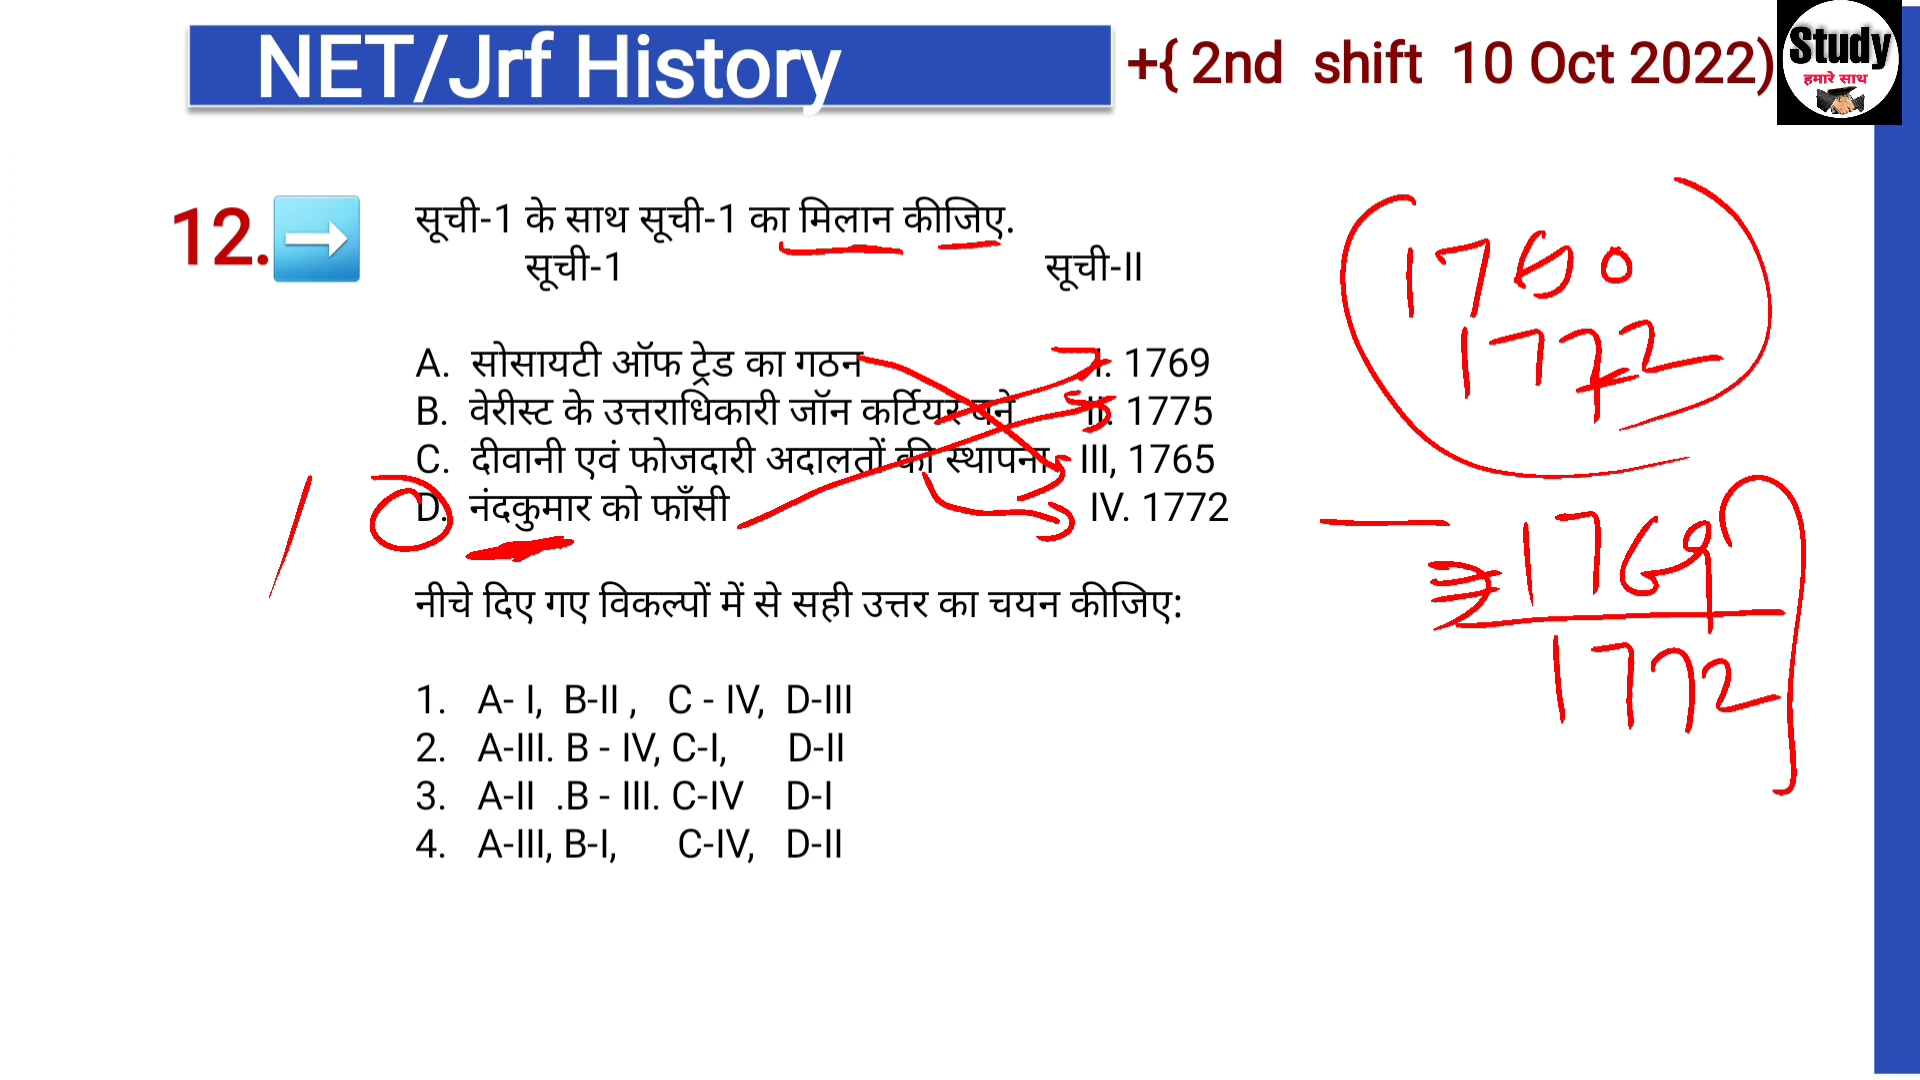 NET/Jrf History
+{ 2nd shift 10 Oct 2022)
Study
हमारे साथ
12.
सूची-1 के साथ सूची-1 का मिलान कीजिए.
सूची-1 सूची-II
A. सोसायटी ऑफ ट्रेड का गठन I. 1769
B. वेरीस्ट के उत्तराधिकारी जॉन कर्टियर बने II. 1775
C. दीवानी एवं फोजदारी अदालतों की स्थापना III, 1765
D. नंदकुमार को फाँसी IV. 1772
नीचे दिए गए विकल्पों में से सही उत्तर का चयन कीजिए:
1. A- I, B-II , C - IV, D-III
2. A-III. B - IV, C-I, D-II
3. A-II .B - III. C-IV D-I
4. A-III, B-I, C-IV, D-II
1772
1769
1772